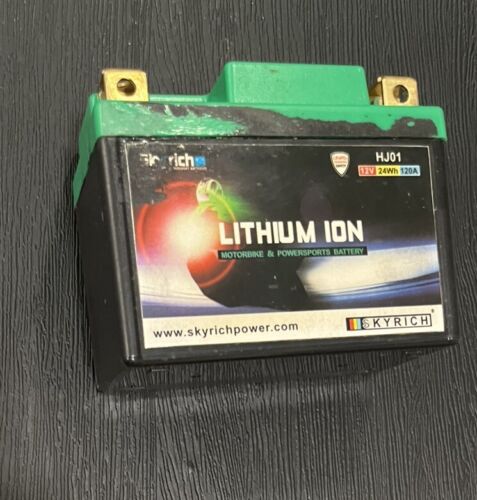 Skyrich
HJ01
12V 24Wh 120A
LITHIUM ION
MOTORBIKE & POWERSPORTS BATTERY
www.skyrichpower.com
SKYRICH